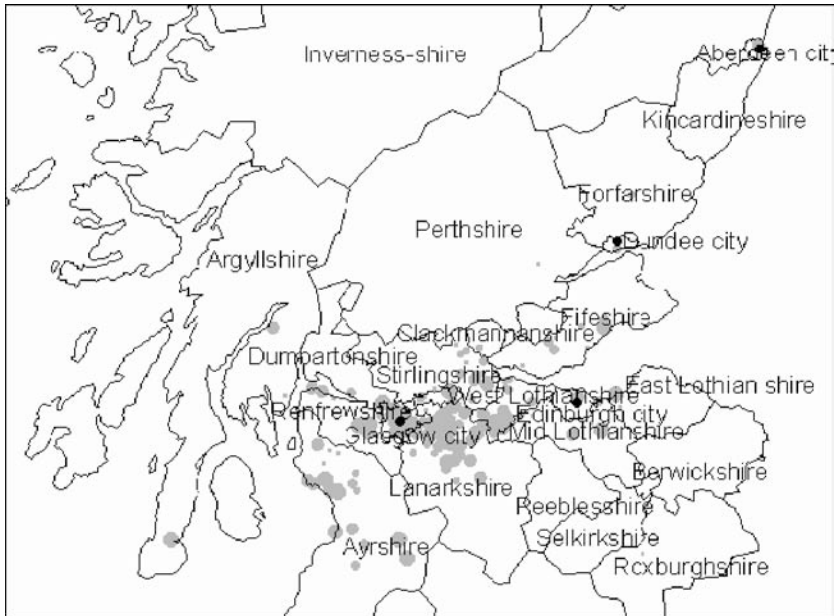 Inverness-shire
Aberdeen city
Kincardineshire
Forfarshire
Perthshire
Dundee city
Argyllshire
Fifeshire
Clackmannanshire
Dumpartonshire
Stirlingshire
East Lothian shire
West Lothianshire
Renfrewshire
Edinburgh city
Glasgow city
Mid Lothianshire
Berwickshire
Lanarkshire
Peeblesshire
Selkirkshire
Ayrshire
Roxburghshire